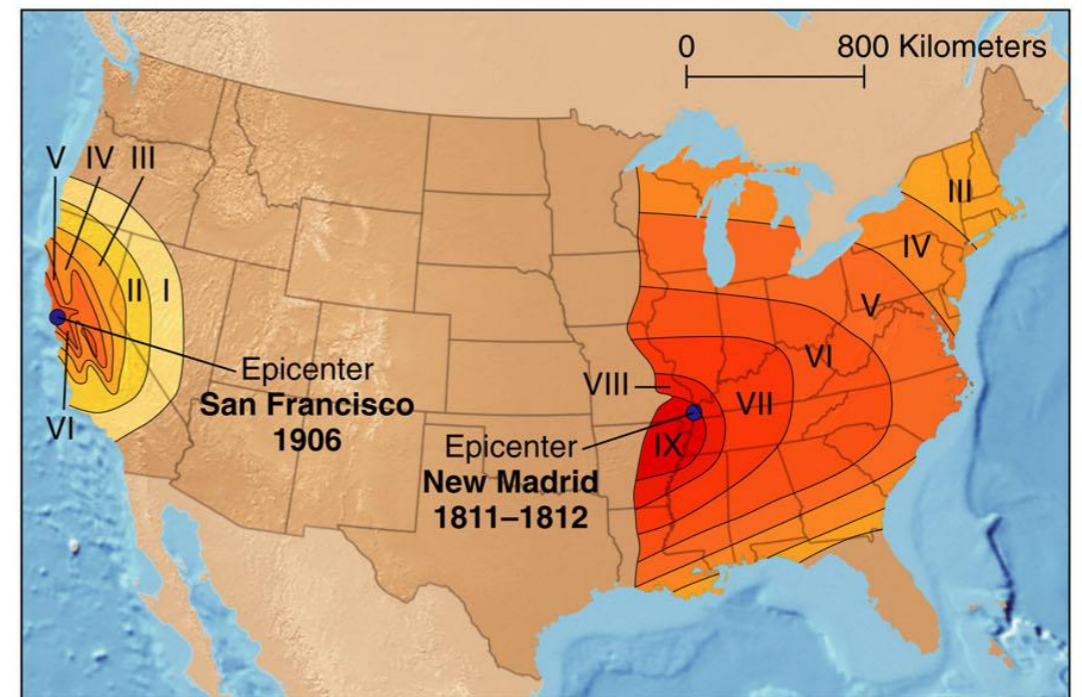 0 800 Kilometers
V IV III
III
IV
II I
V
VI
Epicenter
San Francisco
1906
VIII
VII
VI
Epicenter
New Madrid
1811–1812
IX